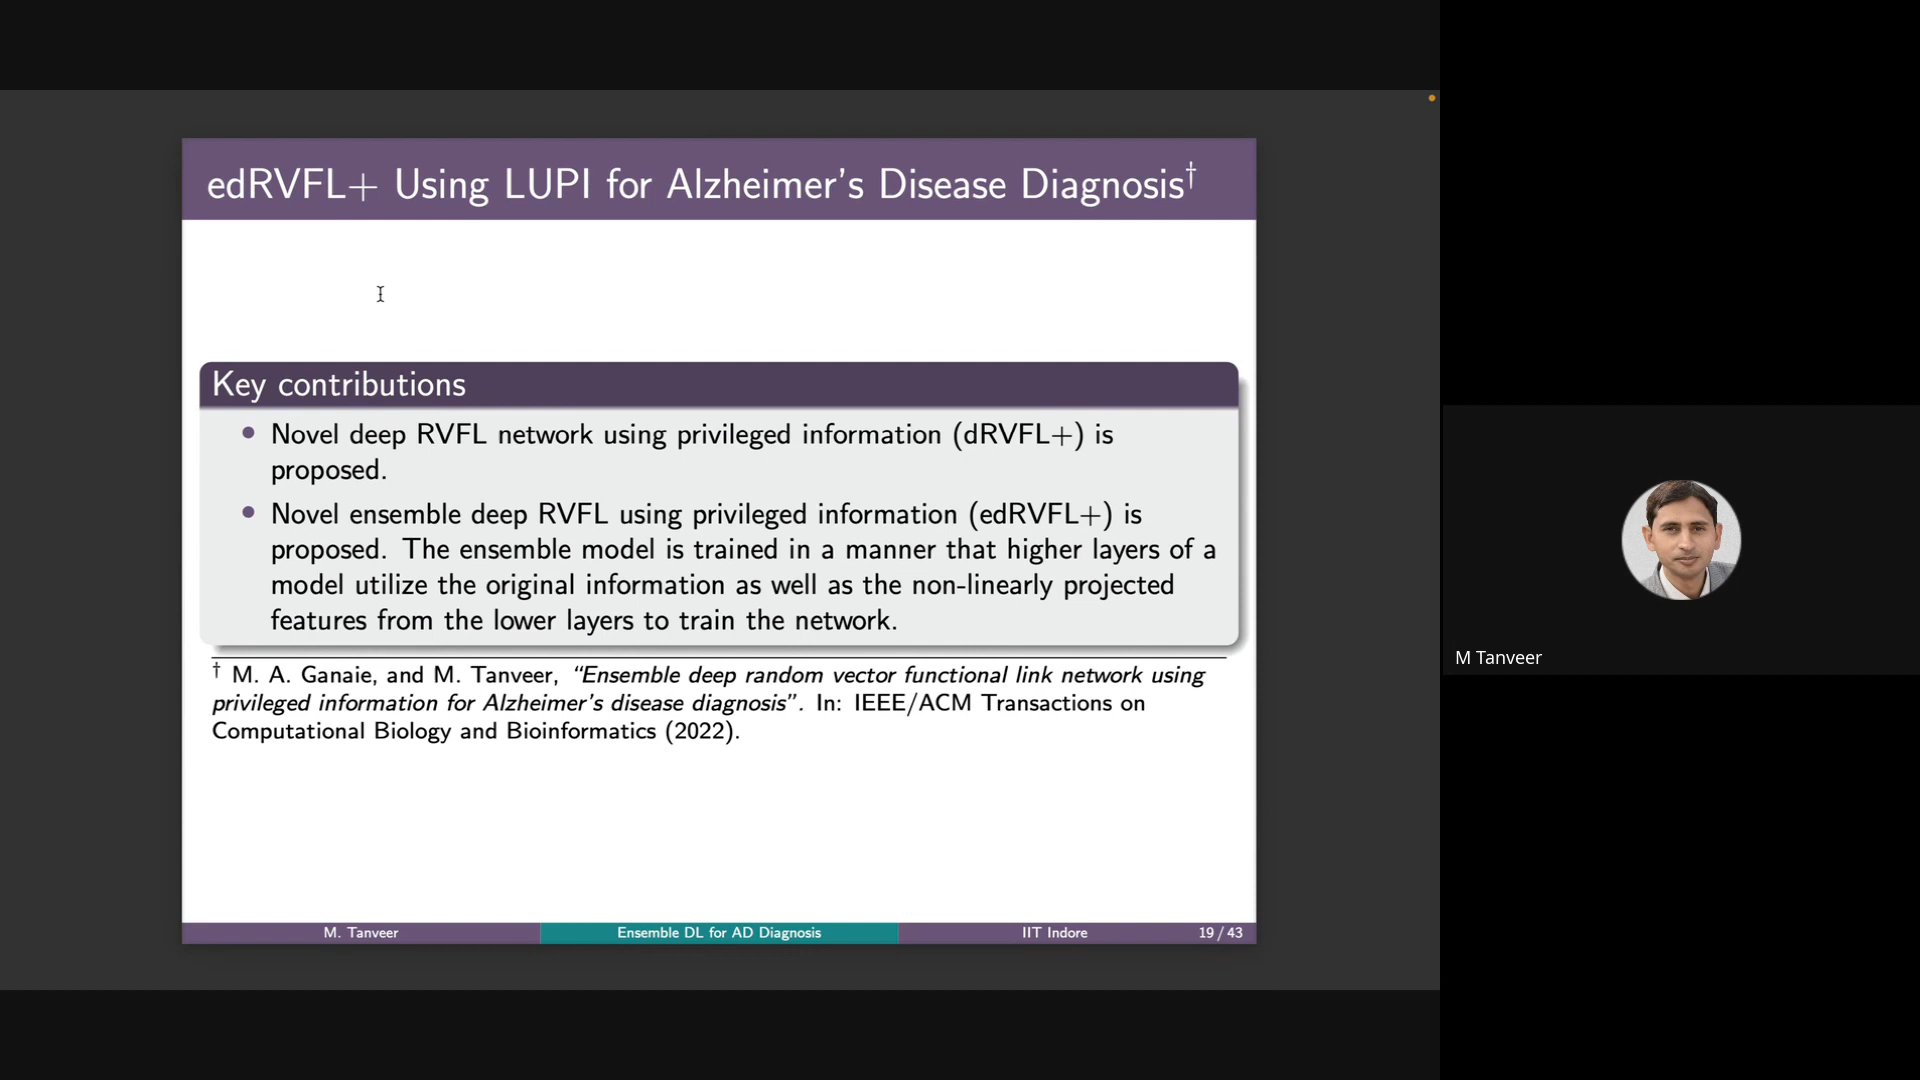 edRVFL+ Using LUPI for Alzheimer's Disease Diagnosis†
Key contributions
• Novel deep RVFL network using privileged information (dRVFL+) is
proposed.
• Novel ensemble deep RVFL using privileged information (edRVFL+) is
proposed. The ensemble model is trained in a manner that higher layers of a
model utilize the original information as well as the non-linearly projected
features from the lower layers to train the network.
† M. A. Ganaie, and M. Tanveer, “Ensemble deep random vector functional link network using
privileged information for Alzheimer's disease diagnosis”. In: IEEE/ACM Transactions on
Computational Biology and Bioinformatics (2022).
M. Tanveer
Ensemble DL for AD Diagnosis
IIT Indore
19 / 43
M Tanveer